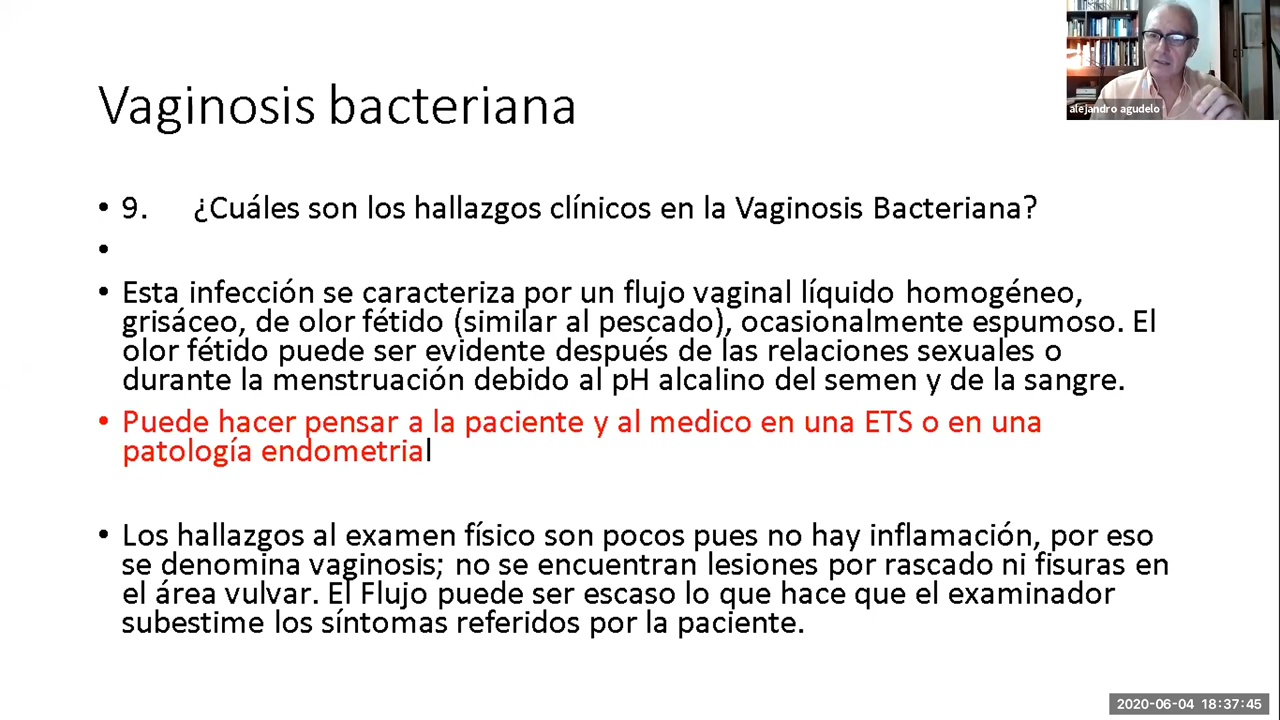 alejandro agudelo
Vaginosis bacteriana
• 9. ¿Cuáles son los hallazgos clínicos en la Vaginosis Bacteriana?
•
• Esta infección se caracteriza por un flujo vaginal líquido homogéneo,
grisáceo, de olor fétido (similar al pescado), ocasionalmente espumoso. El
olor fétido puede ser evidente después de las relaciones sexuales o
durante la menstruación debido al pH alcalino del semen y de la sangre.
• Puede hacer pensar a la paciente y al medico en una ETS o en una
patología endometrial
• Los hallazgos al examen físico son pocos pues no hay inflamación, por eso
se denomina vaginosis; no se encuentran lesiones por rascado ni fisuras en
el área vulvar. El Flujo puede ser escaso lo que hace que el examinador
subestime los síntomas referidos por la paciente.
2020-06-04 18:37:45